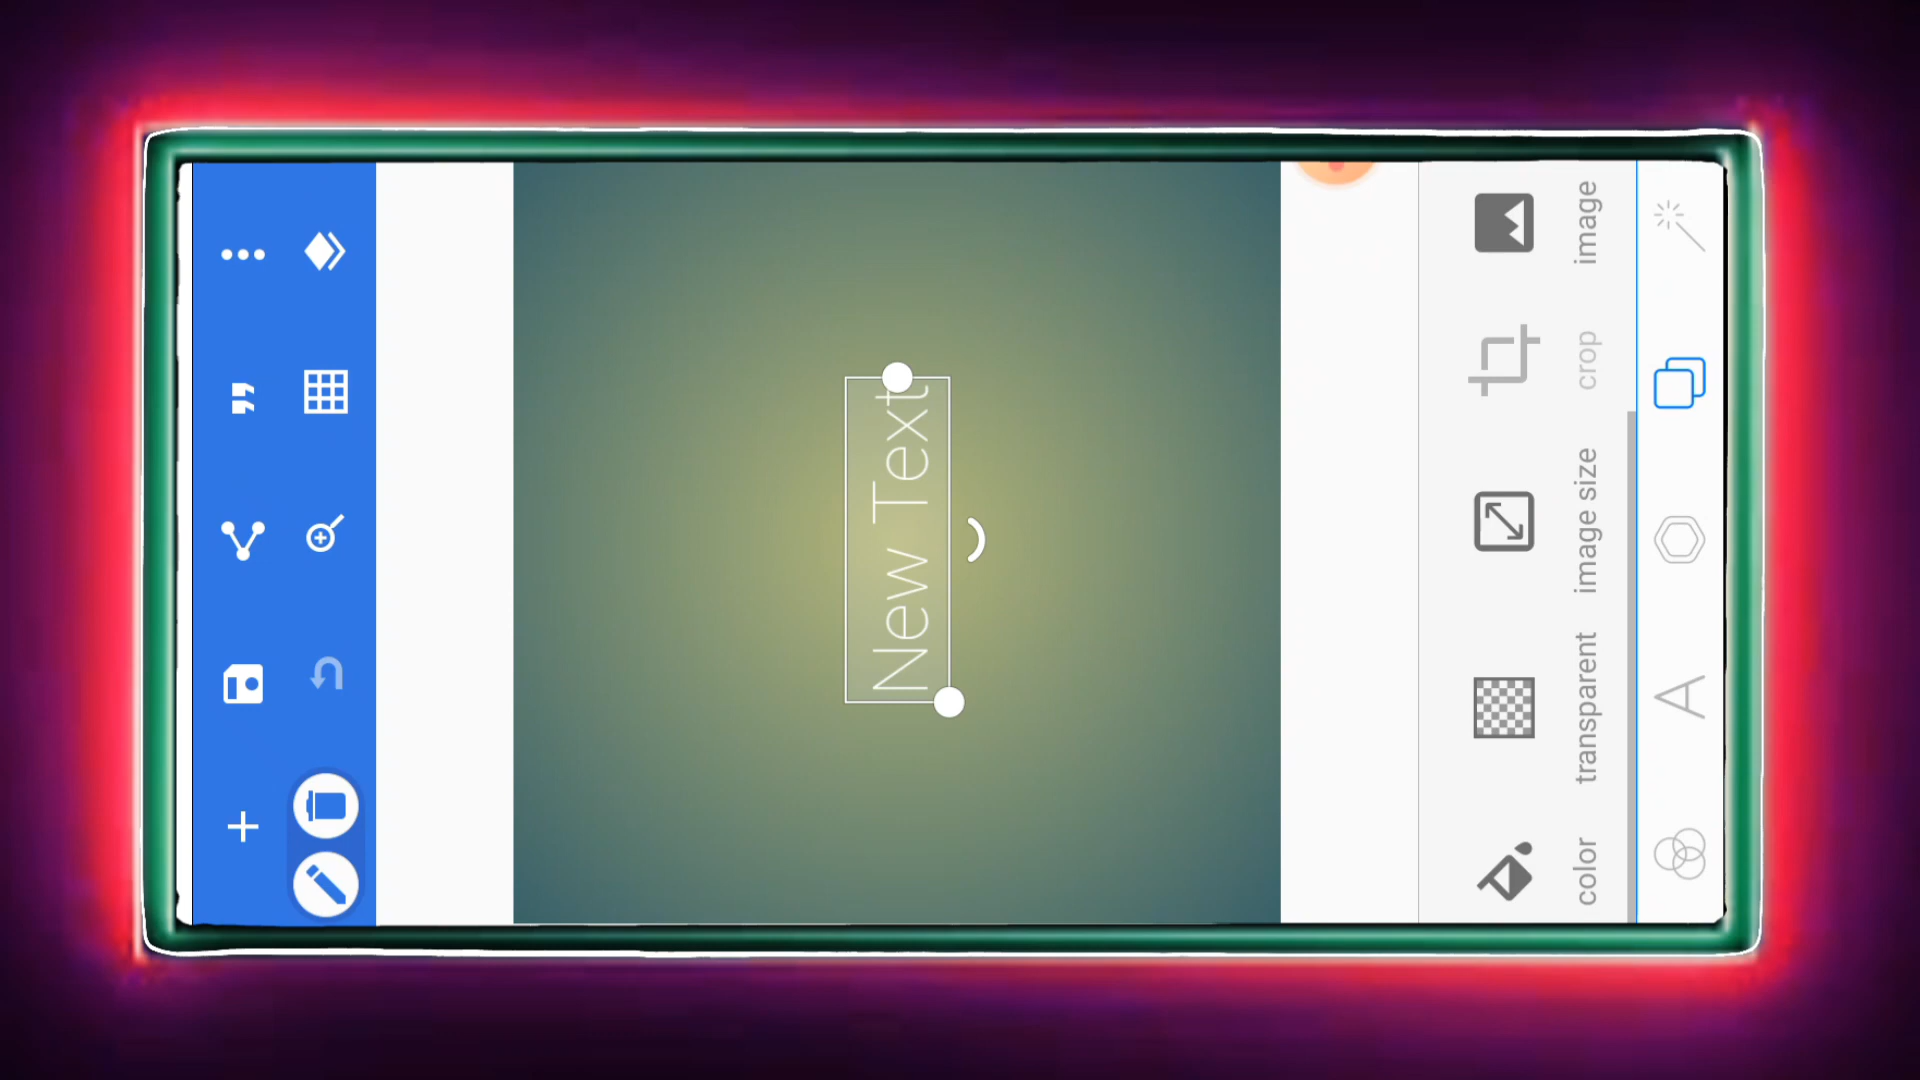 New Text
color
transparent
image size
crop
image